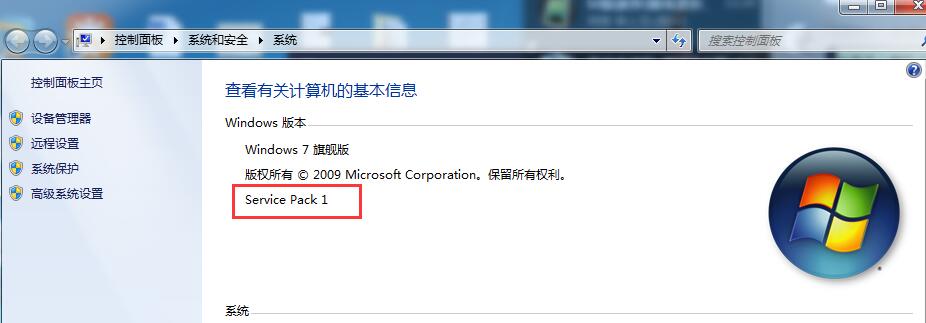 控制面板 系统和安全 系统 搜索控制面板
控制面板主页
设备管理器
远程设置
系统保护
高级系统设置
查看有关计算机的基本信息
Windows 版本
Windows 7 旗舰版
版权所有 © 2009 Microsoft Corporation。保留所有权利。
Service Pack 1
系统